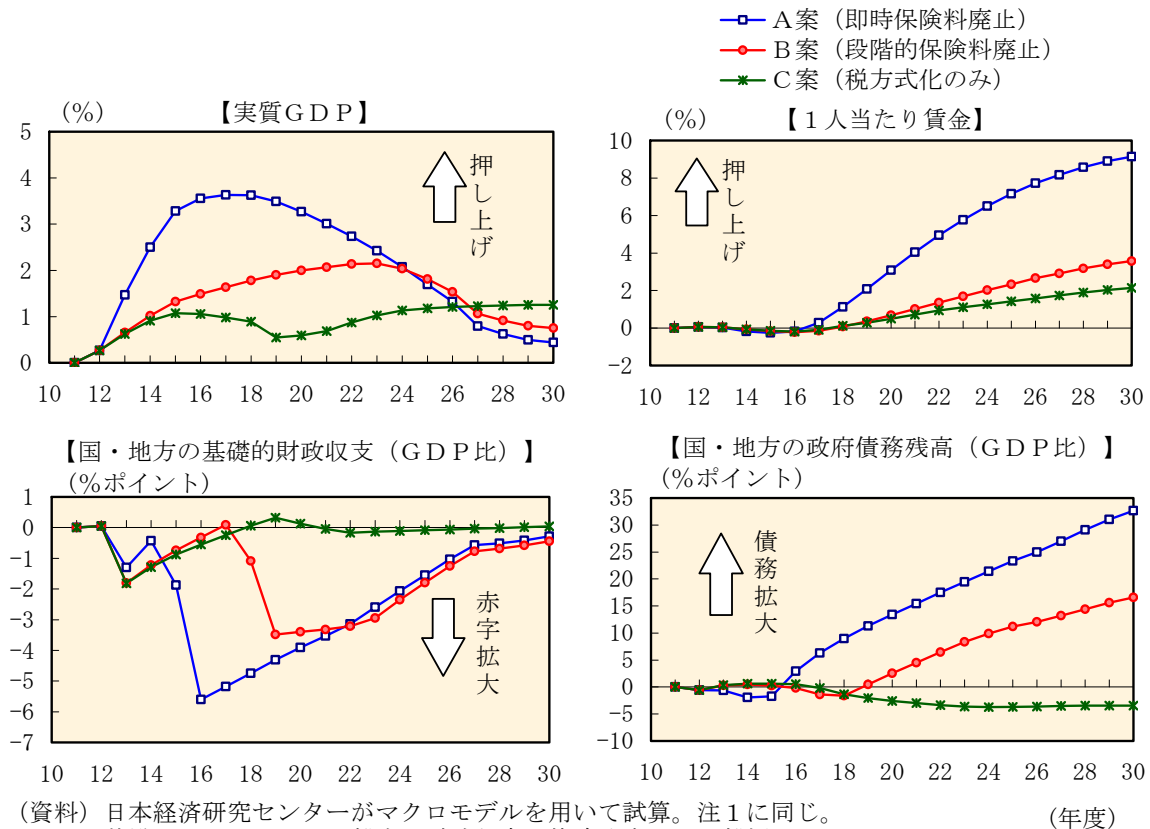 A案（即時保険料廃止）
B案（段階的保険料廃止）
C案（税方式化のみ）
（%）　【実質GDP】
5
4
3
2
1
0
10 12 14 16 18 20 22 24 26 28 30
押し上げ
（%）　【1人当たり賃金】
10
8
6
4
2
0
-2
10 12 14 16 18 20 22 24 26 28 30
押し上げ
【国・地方の基礎的財政収支（GDP比）】
（%ポイント）
1
0
-1
-2
-3
-4
-5
-6
-7
10 12 14 16 18 20 22 24 26 28 30
赤字拡大
【国・地方の政府債務残高（GDP比）】
（%ポイント）
35
30
25
20
15
10
5
0
-5
-10
10 12 14 16 18 20 22 24 26 28 30
債務拡大
（年度）
（資料）日本経済研究センターがマクロモデルを用いて試算。注1に同じ。